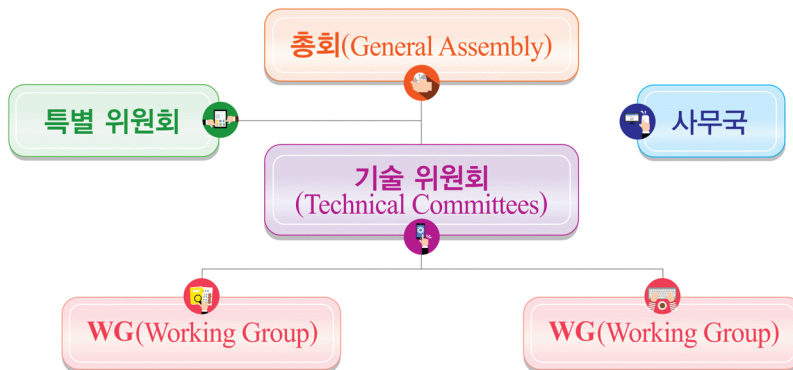 총회(General Assembly)
특별 위원회
사무국
기술 위원회
(Technical Committees)
WG(Working Group)
WG(Working Group)